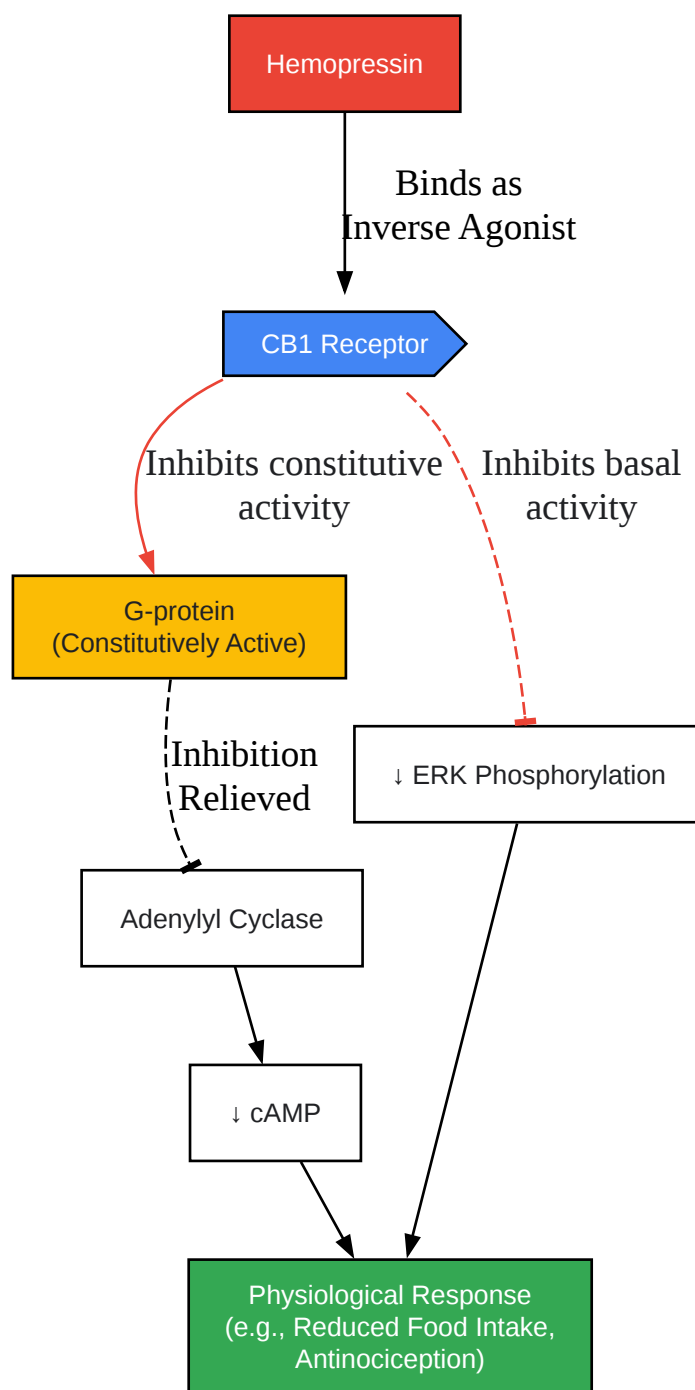 Hemopressin
Binds as
Inverse Agonist
CB1 Receptor
Inhibits constitutive
activity
Inhibits basal
activity
G-protein
(Constitutively Active)
Inhibition
Relieved
↓ ERK Phosphorylation
Adenylyl Cyclase
↓ cAMP
Physiological Response
(e.g., Reduced Food Intake,
Antinociception)